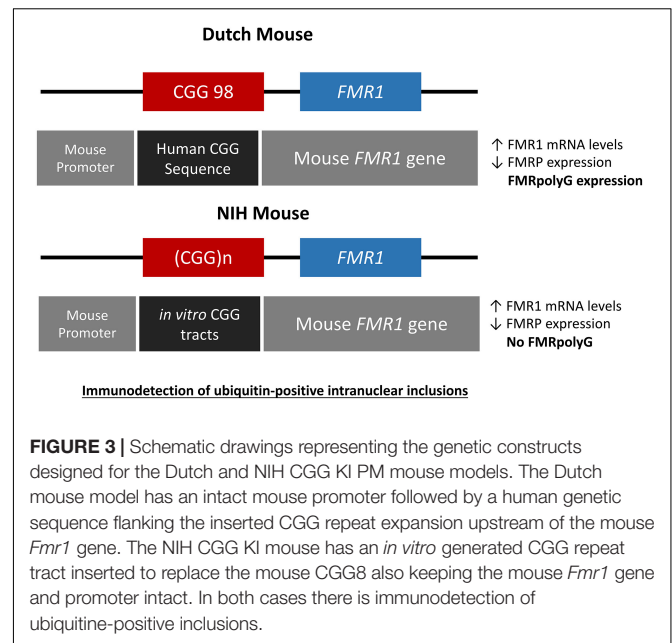 Dutch Mouse
CGG 98
FMR1
Mouse
Promoter
Human CGG
Sequence
Mouse FMR1 gene
↑ FMR1 mRNA levels
↓ FMRP expression
FMRpolyG expression
NIH Mouse
(CGG)n
FMR1
Mouse
Promoter
in vitro CGG
tracts
Mouse FMR1 gene
↑ FMR1 mRNA levels
↓ FMRP expression
No FMRpolyG
Immunodetection of ubiquitin-positive intranuclear inclusions
FIGURE 3 | Schematic drawings representing the genetic constructs
designed for the Dutch and NIH CGG KI PM mouse models. The Dutch
mouse model has an intact mouse promoter followed by a human genetic
sequence flanking the inserted CGG repeat expansion upstream of the mouse
Fmr1 gene. The NIH CGG KI mouse has an in vitro generated CGG repeat
tract inserted to replace the mouse CGG8 also keeping the mouse Fmr1 gene
and promoter intact. In both cases there is immunodetection of
ubiquitine-positive inclusions.